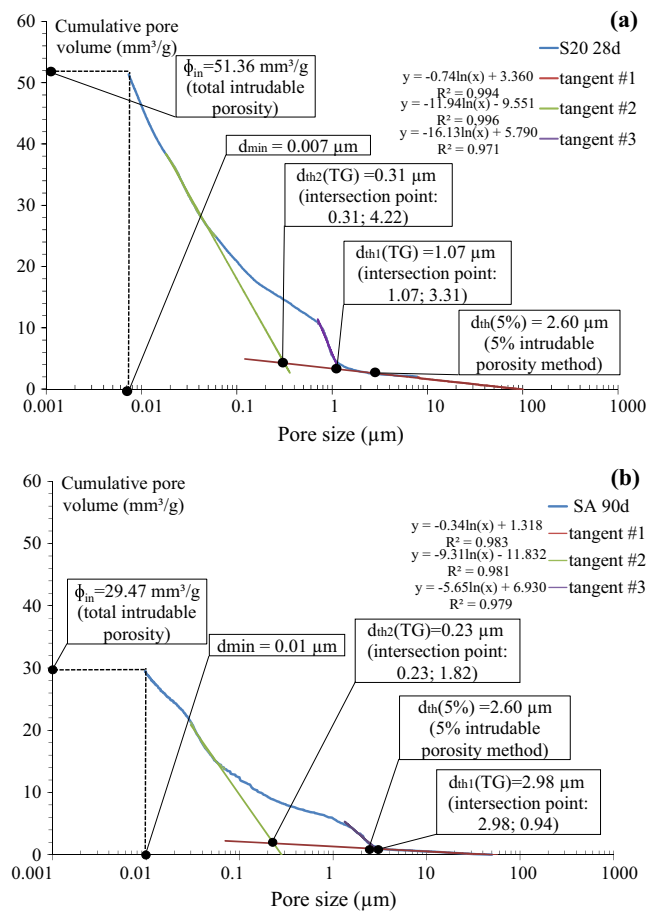 (a)
Cumulative pore
volume (mm³/g)
60
50
40
30
20
10
0
ϕin=51.36 mm³/g
(total intrudable
porosity)
dmin = 0.007 µm
dth2(TG) =0.31 µm
(intersection point:
0.31; 4.22)
dth1(TG) =1.07 µm
(intersection point:
1.07; 3.31)
dth(5%) = 2.60 µm
(5% intrudable
porosity method)
S20 28d
y = -0.74ln(x) + 3.360
R² = 0.994
tangent #1
y = -11.94ln(x) - 9.551
R² = 0.996
tangent #2
y = -16.13ln(x) + 5.790
R² = 0.971
tangent #3
0.001 0.01 0.1 1 10 100 1000
Pore size (µm)
(b)
Cumulative pore
volume (mm³/g)
60
50
40
30
20
10
0
ϕin=29.47 mm³/g
(total intrudable
porosity)
dmin = 0.01 µm
dth2(TG)=0.23 µm
(intersection point:
0.23; 1.82)
dth(5%) =2.60 µm
(5% intrudable
porosity method)
dth1(TG)=2.98 µm
(intersection point:
2.98; 0.94)
SA 90d
y = -0.34ln(x) + 1.318
R² = 0.983
tangent #1
y = -9.31ln(x) - 11.832
R² = 0.981
tangent #2
y = -5.65ln(x) + 6.930
R² = 0.979
tangent #3
0.001 0.01 0.1 1 10 100 1000
Pore size (µm)